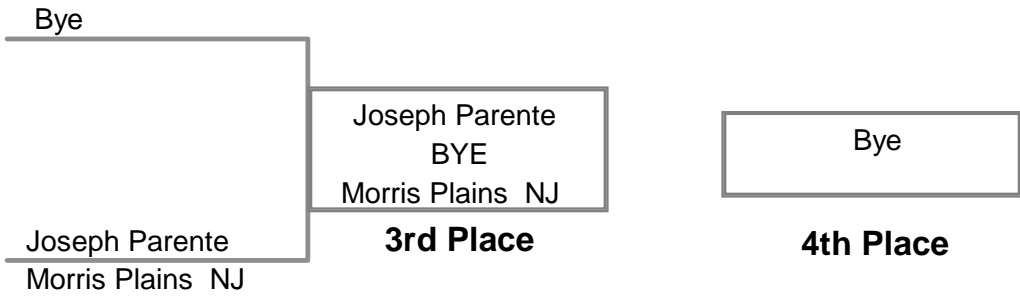 Bye
Joseph Parente
BYE
Morris Plains NJ
3rd Place
Joseph Parente
Morris Plains NJ
Bye
4th Place